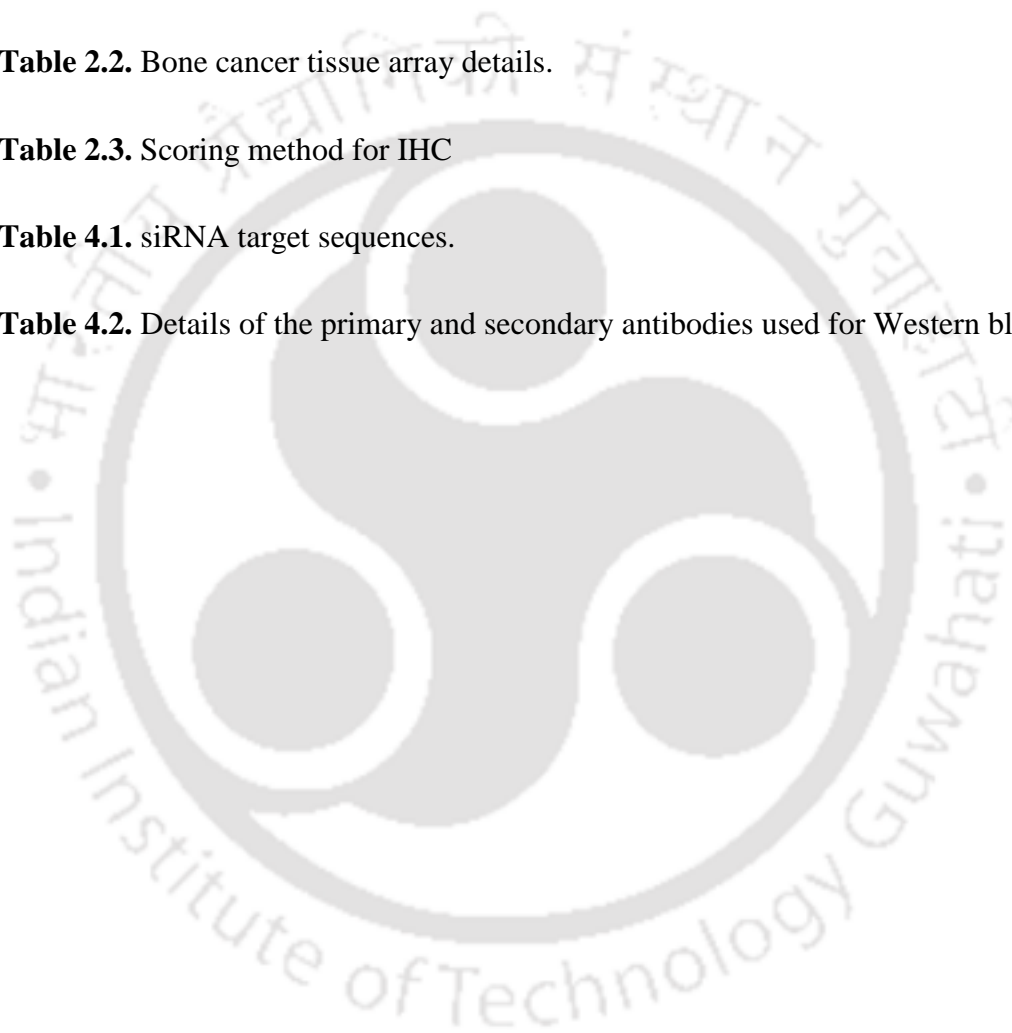 Table 2.2. Bone cancer tissue array details.
Table 2.3. Scoring method for IHC
Table 4.1. siRNA target sequences.
Table 4.2. Details of the primary and secondary antibodies used for Western bl
भारतीय प्रौद्योगिकी संस्थान गुवाहाटी
Indian Institute of Technology Guwahati